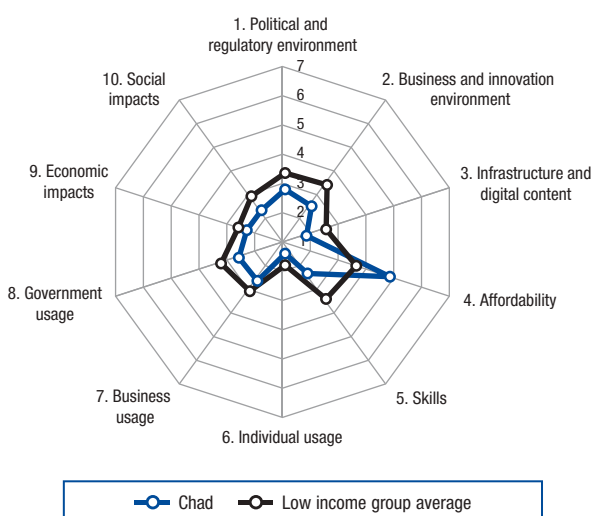 1. Political and
regulatory environment
7
10. Social
impacts
2. Business and innovation
environment
6
5
4
9. Economic
impacts
3. Infrastructure and
digital content
3
2
1
8. Government
usage
4. Affordability
7. Business
usage
5. Skills
6. Individual usage
Chad
Low income group average